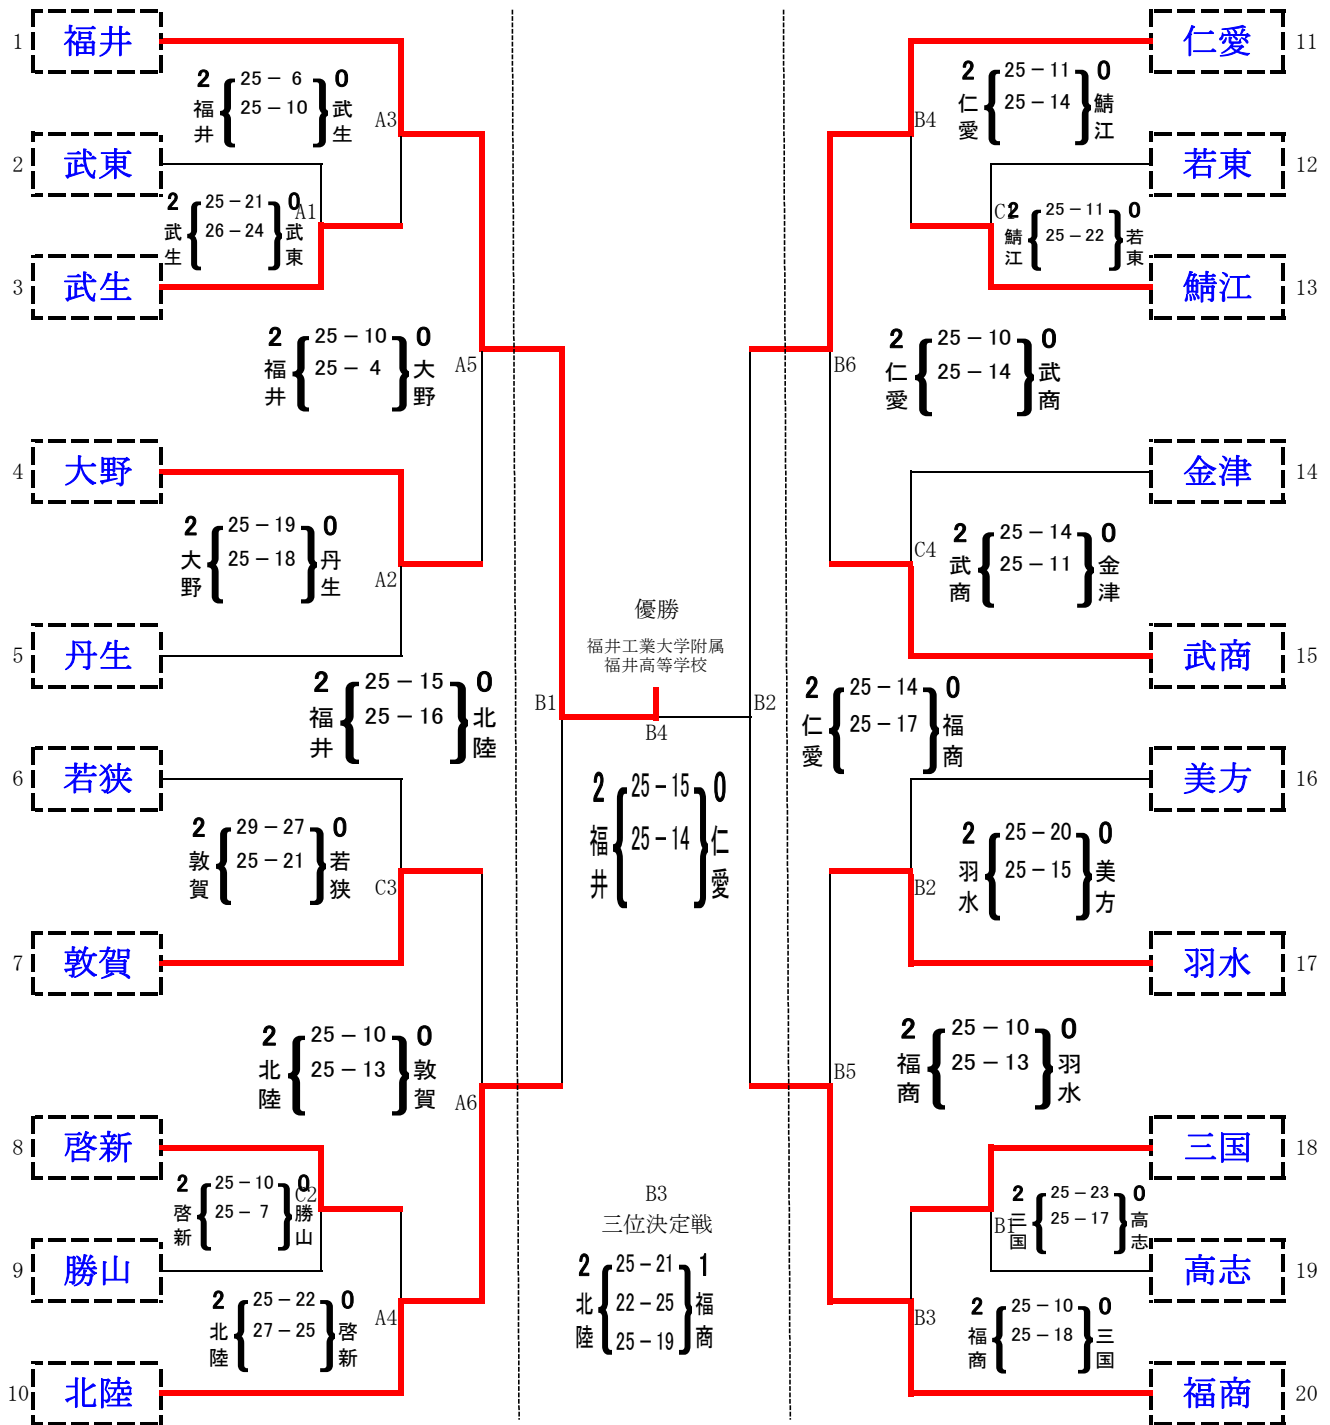 1 福井
2 福井 25－6 25－10 0 武生
A3
2 武東
2 武生 25－21 26－24 0 武東
A1
3 武生
2 福井 25－10 25－4 0 大野
A5
4 大野
2 大野 25－19 25－18 0 丹生
A2
5 丹生
2 福井 25－15 25－16 0 北陸
B1
6 若狭
2 敦賀 29－27 25－21 0 若狭
C3
7 敦賀
2 北陸 25－10 25－13 0 敦賀
A6
8 啓新
2 啓新 25－10 25－7 0 勝山
C2
9 勝山
2 北陸 25－22 27－25 0 啓新
A4
10 北陸
優勝
福井工業大学附属
福井高等学校
B4
2 福井 25－15 25－14 0 仁愛
B3
三位決定戦
2 北陸 25－21 22－25 25－19 1 福商
仁愛 11
B4
2 仁愛 25－11 25－14 0 鯖江
若東 12
2 鯖江 25－11 25－22 0 若東
鯖江 13
B6
2 仁愛 25－10 25－14 0 武商
金津 14
C4
2 武商 25－14 25－11 0 金津
武商 15
B2
2 仁愛 25－14 25－17 0 福商
美方 16
B2
2 羽水 25－20 25－15 0 美方
羽水 17
B5
2 福商 25－10 25－13 0 羽水
三国 18
B1
2 三国 25－23 25－17 0 高志
高志 19
B3
2 福商 25－10 25－18 0 三国
福商 20